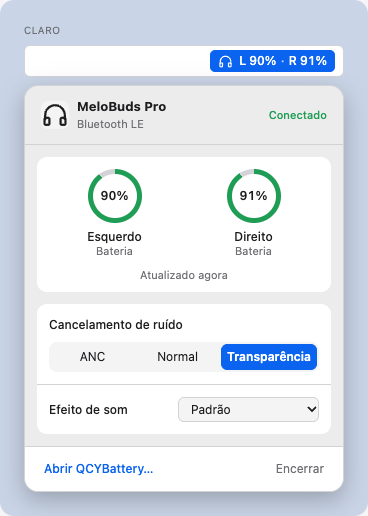 CLARO
L 90% · R 91%
MeloBuds Pro
Bluetooth LE
Conectado
90%
91%
Esquerdo
Direito
Bateria
Bateria
Atualizado agora
Cancelamento de ruído
ANC
Normal
Transparência
Efeito de som
Padrão
Abrir QCYBattery...
Encerrar